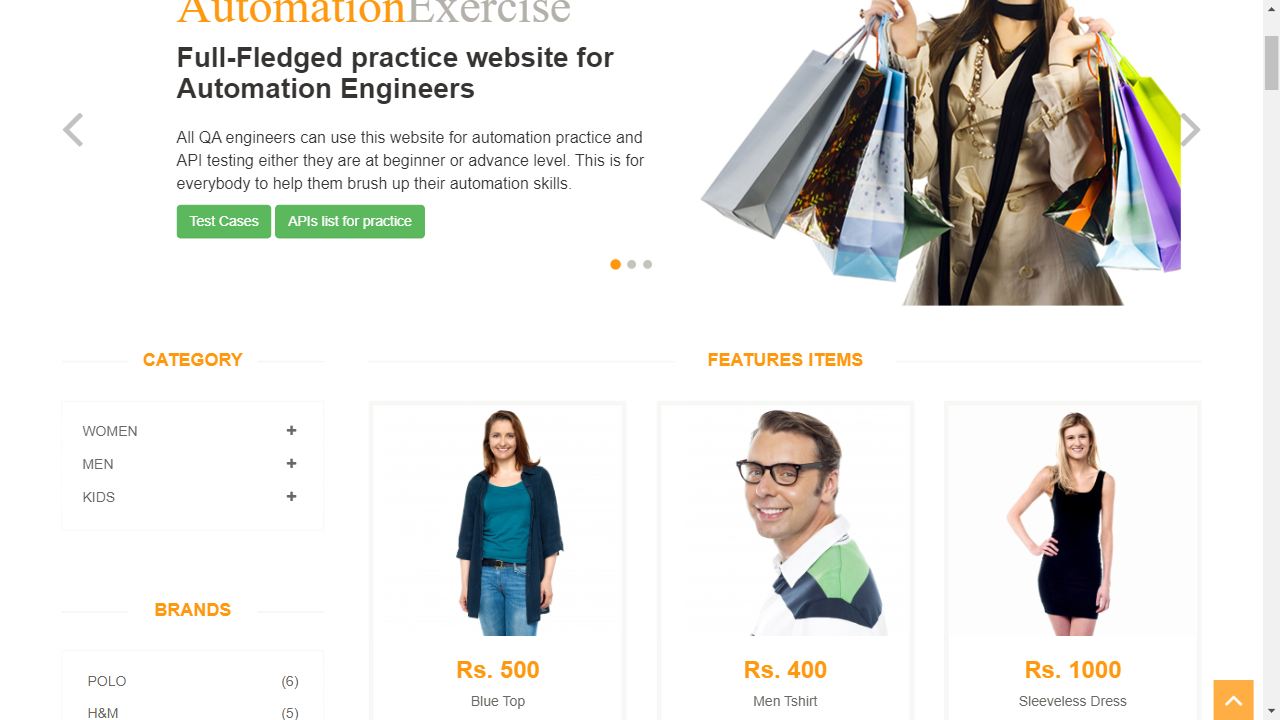 AutomationExercise
Full-Fledged practice website for
Automation Engineers
All QA engineers can use this website for automation practice and
API testing either they are at beginner or advance level. This is for
everybody to help them brush up their automation skills.
Test Cases
APIs list for practice
CATEGORY
WOMEN
MEN
KIDS
BRANDS
POLO (6)
H&M (5)
FEATURES ITEMS
Rs. 500
Blue Top
Rs. 400
Men Tshirt
Rs. 1000
Sleeveless Dress